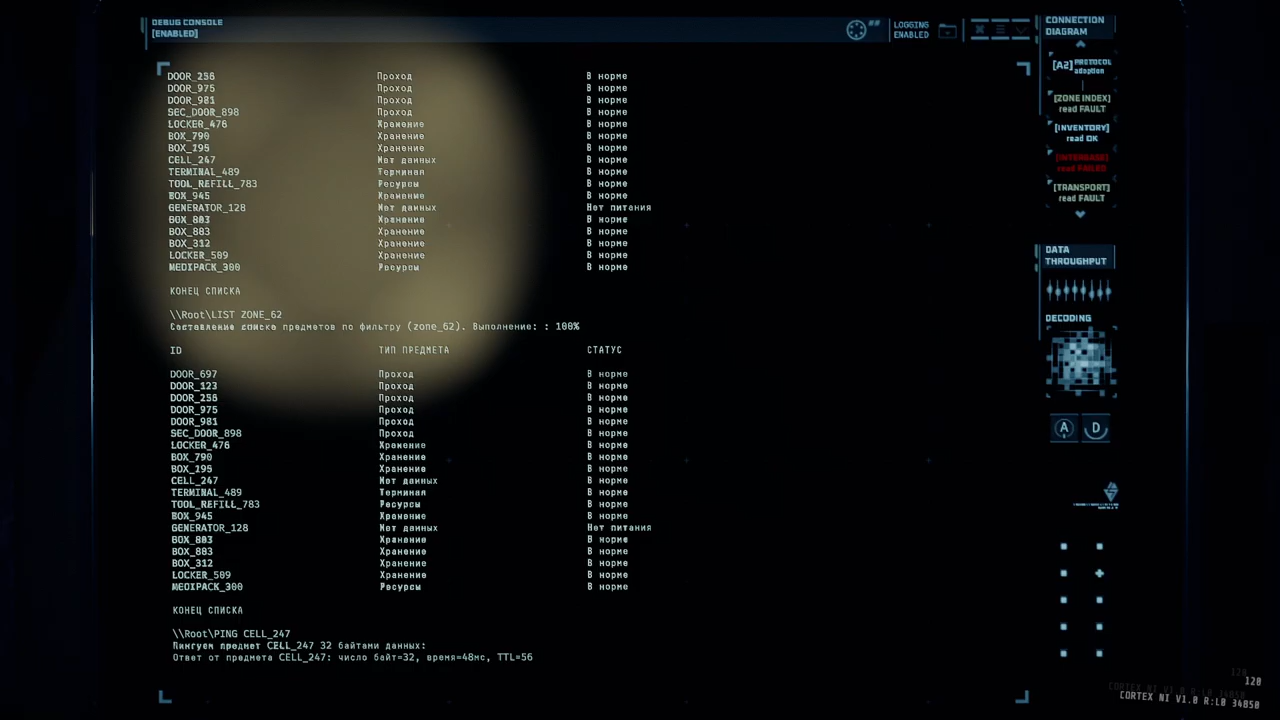 DEBUG CONSOLE
[ENABLED]
LOGGING
ENABLED
DOOR_256 Проход В норме
DOOR_975 Проход В норме
DOOR_981 Проход В норме
SEC_DOOR_898 Проход В норме
LOCKER_476 Хранение В норме
BOX_790 Хранение В норме
BOX_195 Хранение В норме
CELL_247 Нет данных В норме
TERMINAL_489 Терминал В норме
TOOL_REFILL_783 Ресурсы В норме
BOX_945 Хранение В норме
GENERATOR_128 Нет данных Нет питания
BOX_803 Хранение В норме
BOX_883 Хранение В норме
BOX_312 Хранение В норме
LOCKER_509 Хранение В норме
MEDIPACK_300 Ресурсы В норме
КОНЕЦ СПИСКА
\\Root\LIST ZONE_62
Составление списка предметов по фильтру (zone_62). Выполнение: : 100%
ID ТИП ПРЕДМЕТА СТАТУС
DOOR_697 Проход В норме
DOOR_123 Проход В норме
DOOR_256 Проход В норме
DOOR_975 Проход В норме
DOOR_981 Проход В норме
SEC_DOOR_898 Проход В норме
LOCKER_476 Хранение В норме
BOX_790 Хранение В норме
BOX_195 Хранение В норме
CELL_247 Нет данных В норме
TERMINAL_489 Терминал В норме
TOOL_REFILL_783 Ресурсы В норме
BOX_945 Хранение В норме
GENERATOR_128 Нет данных Нет питания
BOX_803 Хранение В норме
BOX_883 Хранение В норме
BOX_312 Хранение В норме
LOCKER_509 Хранение В норме
MEDIPACK_300 Ресурсы В норме
КОНЕЦ СПИСКА
\\Root\PING CELL_247
Пингуем предмет CELL_247 32 байтами данных:
Ответ от предмета CELL_247: число байт=32, время=48мс, TTL=56
CONNECTION
DIAGRAM
[A2] PROTOCOL
adaption
[ZONE INDEX]
read FAULT
[INVENTORY]
read OK
read FAILED
[TRANSPORT]
read FAULT
DATA
THROUGHPUT
DECODING
A D
120
CORTEX NI V1.0 R:L0 34850